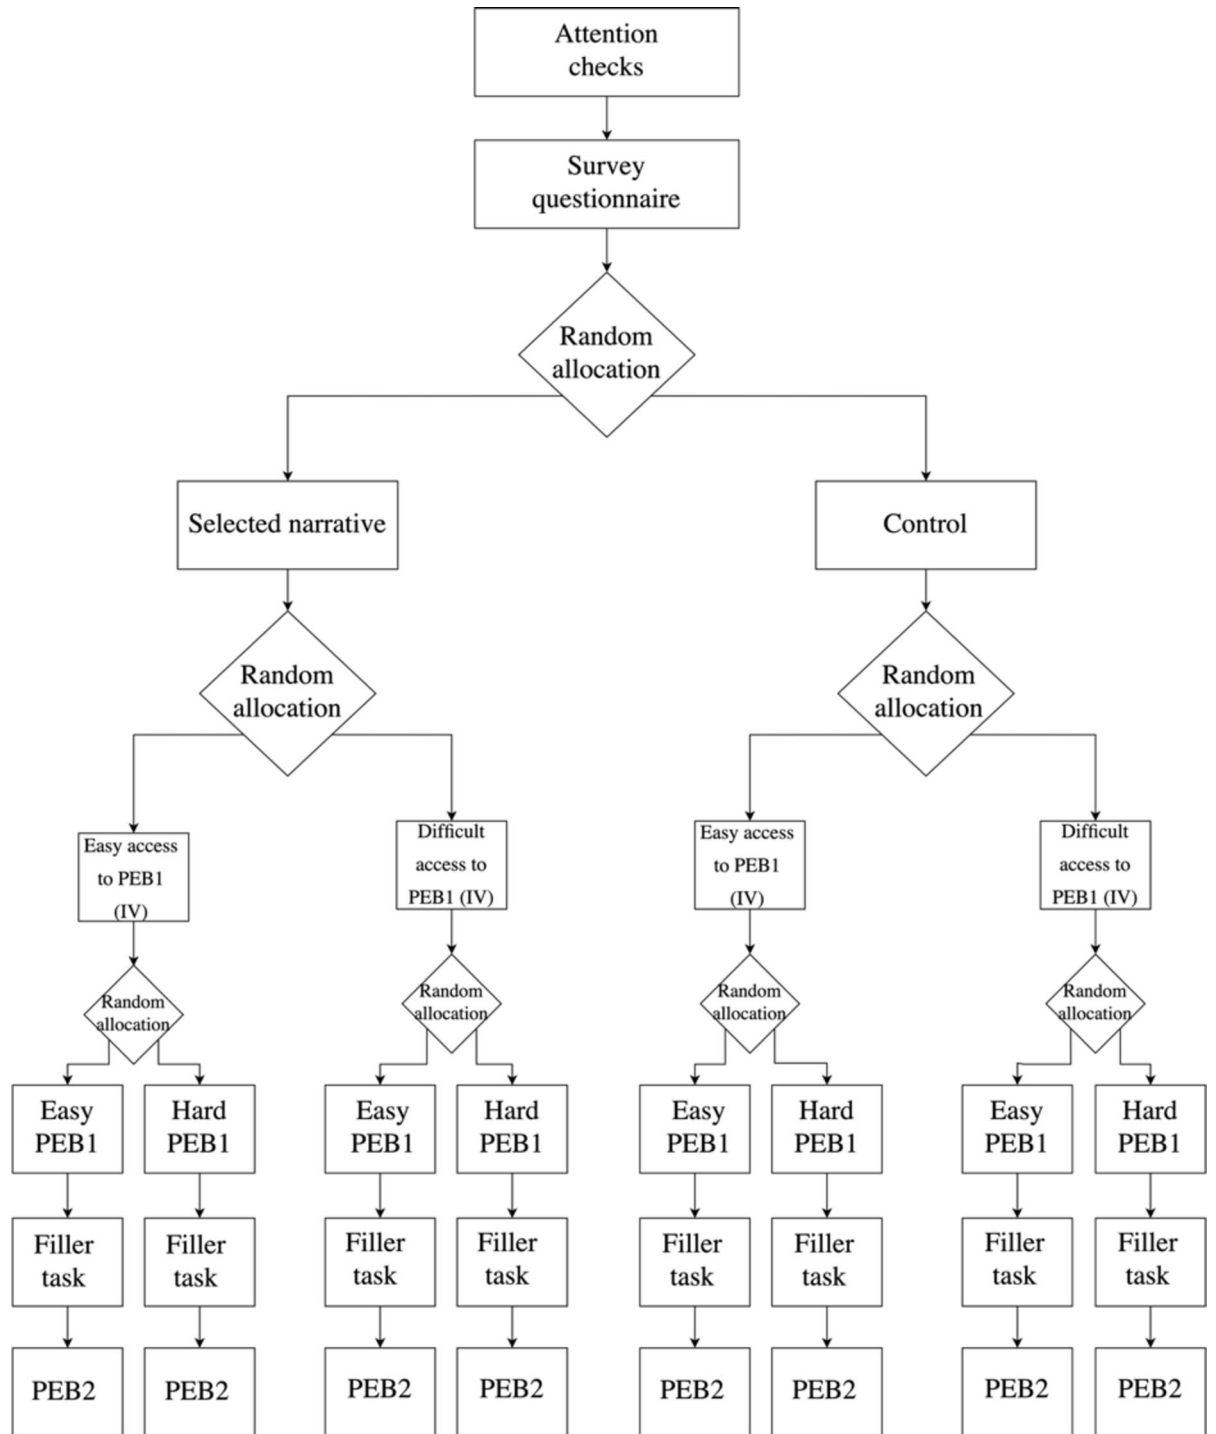 Attention
checks
Survey
questionnaire
Random
allocation
Selected narrative
Control
Random
allocation
Random
allocation
Easy access
to PEB1
(IV)
Difficult
access to
PEB1 (IV)
Easy access
to PEB1
(IV)
Difficult
access to
PEB1 (IV)
Random
allocation
Random
allocation
Random
allocation
Random
allocation
Easy
PEB1
Hard
PEB1
Easy
PEB1
Hard
PEB1
Easy
PEB1
Hard
PEB1
Easy
PEB1
Hard
PEB1
Filler
task
Filler
task
Filler
task
Filler
task
Filler
task
Filler
task
Filler
task
Filler
task
PEB2
PEB2
PEB2
PEB2
PEB2
PEB2
PEB2
PEB2